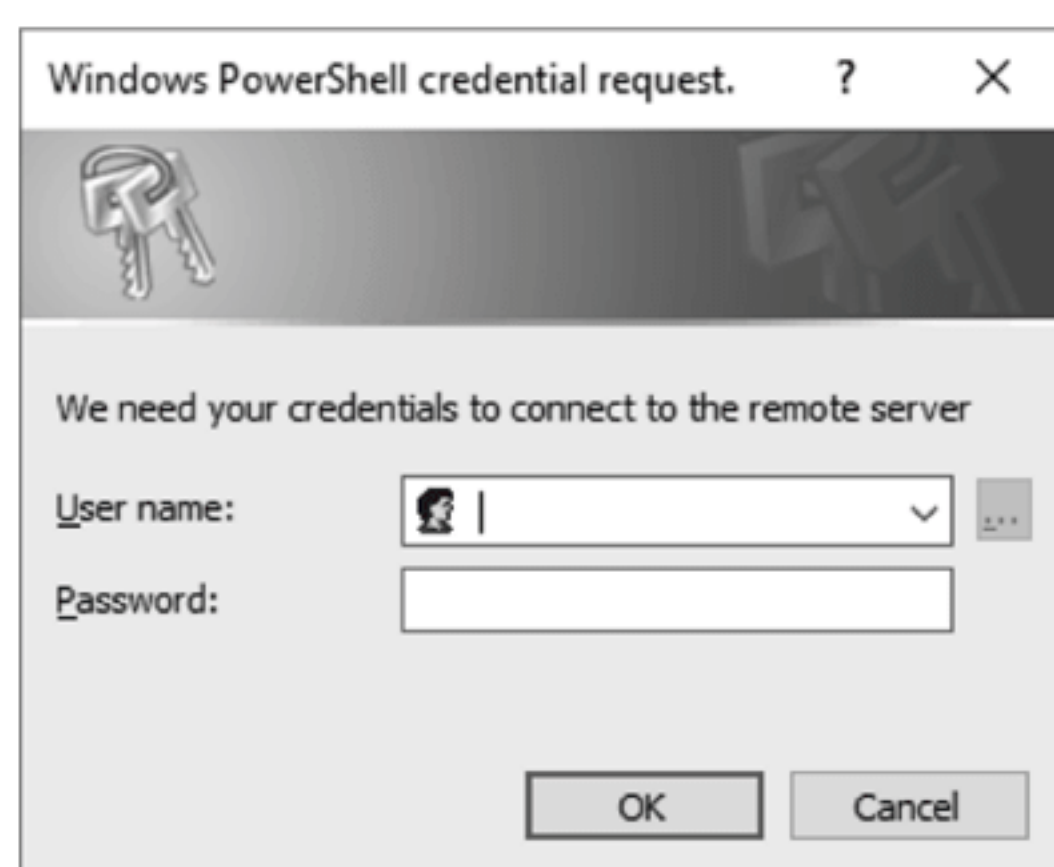 Windows PowerShell credential request. ?
We need your credentials to connect to the remote server
User name:
...
Password:
OK Cancel